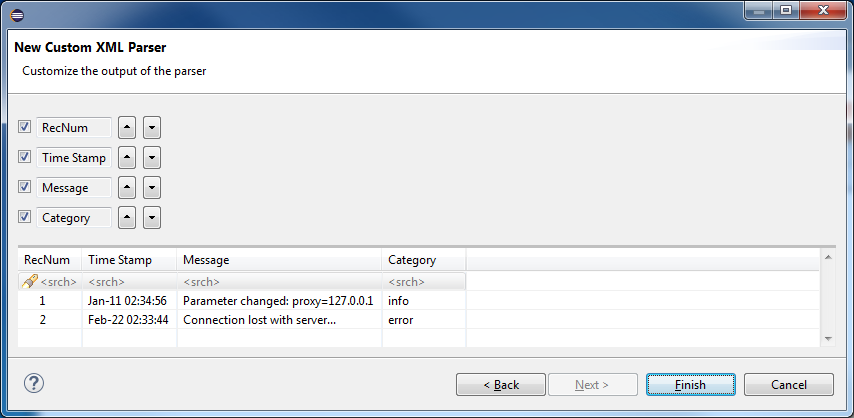 New Custom XML Parser
Customize the output of the parser
RecNum
Time Stamp
Message
Category
RecNum Time Stamp Message Category
<srch> <srch> <srch> <srch>
1 Jan-11 02:34:56 Parameter changed: proxy=127.0.0.1 info
2 Feb-22 02:33:44 Connection lost with server... error
? < Back Next > Finish Cancel